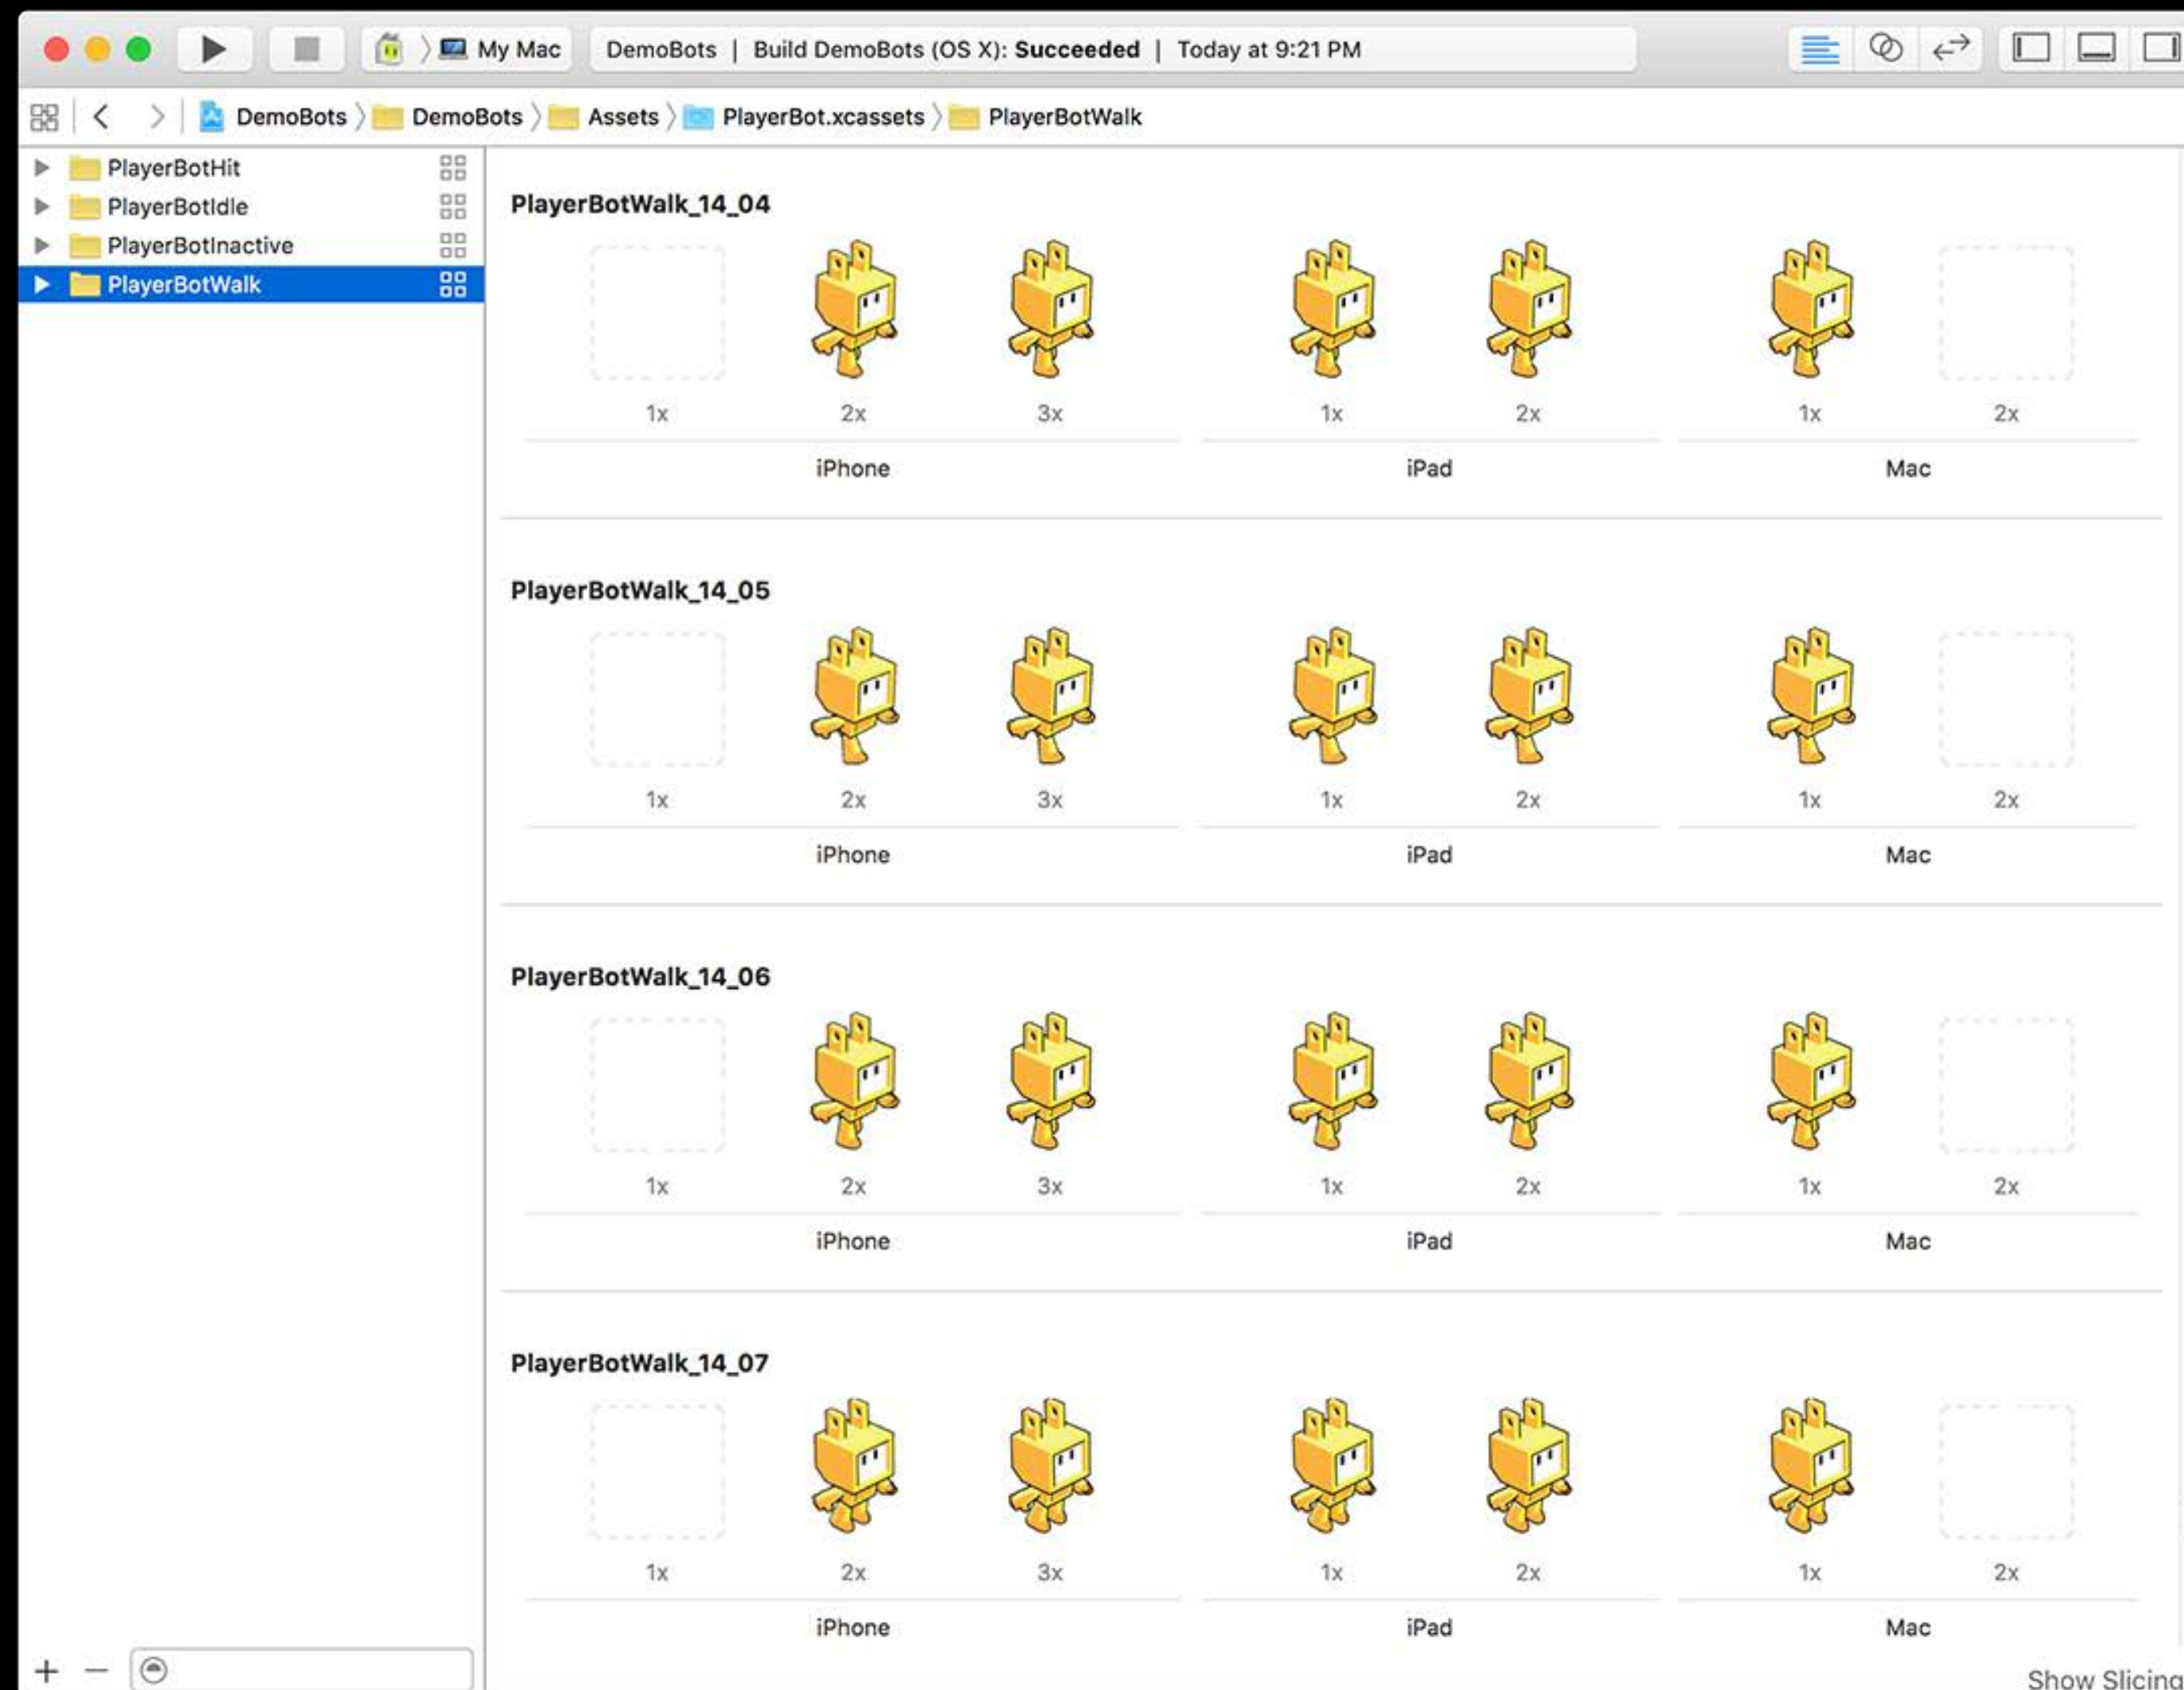 My Mac DemoBots | Build DemoBots (OS X): Succeeded | Today at 9:21 PM
DemoBots DemoBots Assets PlayerBot.xcassets PlayerBotWalk
PlayerBotHit
PlayerBotIdle
PlayerBotInactive
PlayerBotWalk
PlayerBotWalk_14_04
1x 2x 3x 1x 2x 1x 2x
iPhone iPad Mac
PlayerBotWalk_14_05
1x 2x 3x 1x 2x 1x 2x
iPhone iPad Mac
PlayerBotWalk_14_06
1x 2x 3x 1x 2x 1x 2x
iPhone iPad Mac
PlayerBotWalk_14_07
1x 2x 3x 1x 2x 1x 2x
iPhone iPad Mac
Show Slicing